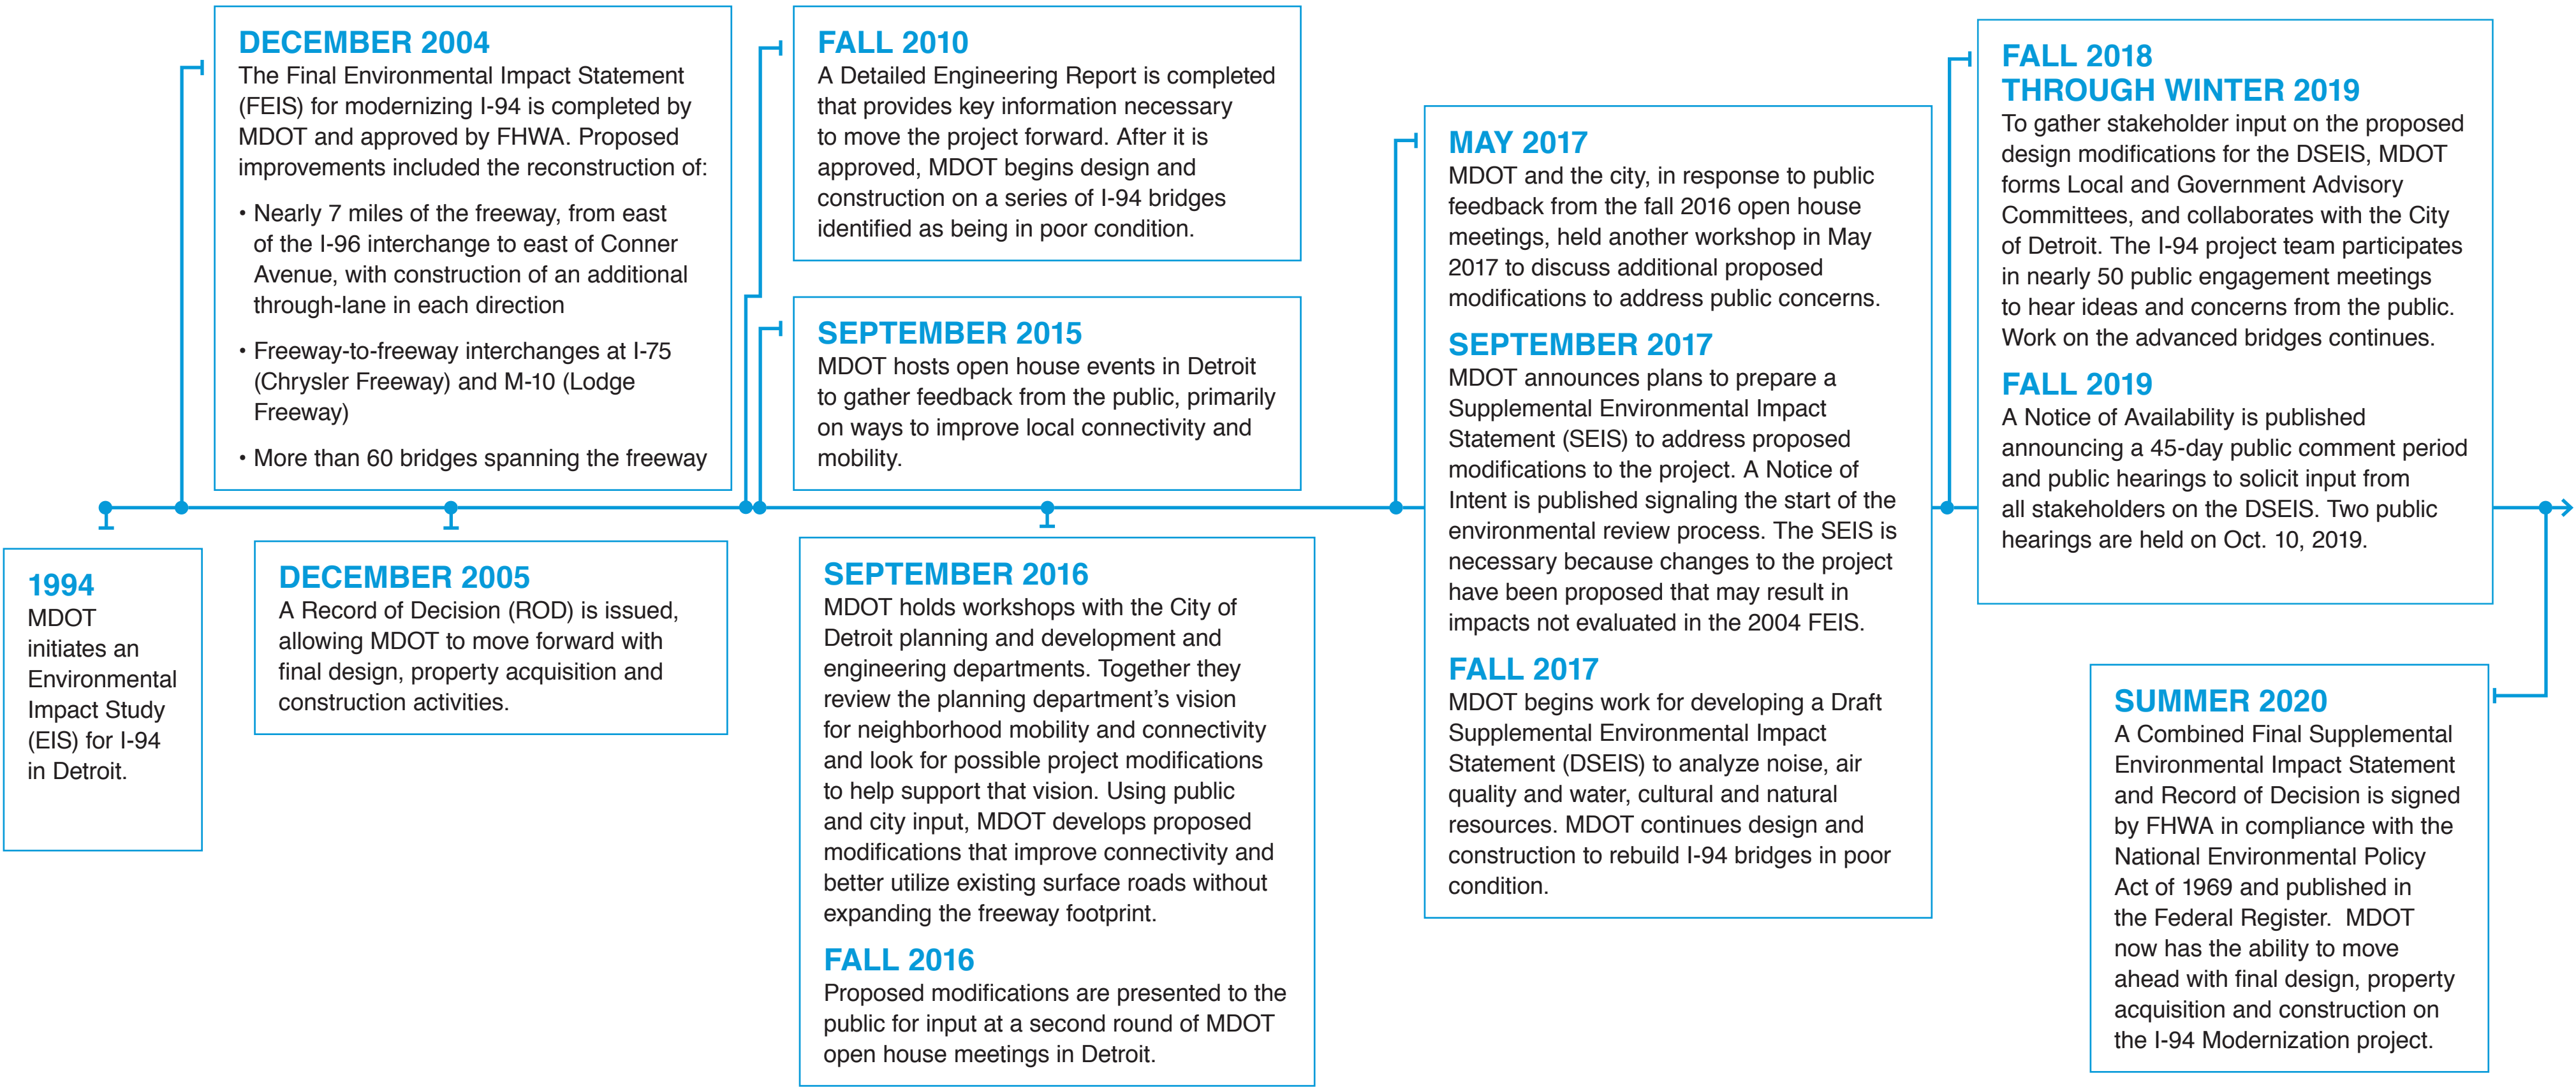 1994
MDOT
initiates an
Environmental
Impact Study
(EIS) for I-94
in Detroit.
DECEMBER 2004
The Final Environmental Impact Statement
(FEIS) for modernizing I-94 is completed by
MDOT and approved by FHWA. Proposed
improvements included the reconstruction of:
• Nearly 7 miles of the freeway, from east
of the I-96 interchange to east of Conner
Avenue, with construction of an additional
through-lane in each direction
• Freeway-to-freeway interchanges at I-75
(Chrysler Freeway) and M-10 (Lodge
Freeway)
• More than 60 bridges spanning the freeway
DECEMBER 2005
A Record of Decision (ROD) is issued,
allowing MDOT to move forward with
final design, property acquisition and
construction activities.
FALL 2010
A Detailed Engineering Report is completed
that provides key information necessary
to move the project forward. After it is
approved, MDOT begins design and
construction on a series of I-94 bridges
identified as being in poor condition.
SEPTEMBER 2015
MDOT hosts open house events in Detroit
to gather feedback from the public, primarily
on ways to improve local connectivity and
mobility.
SEPTEMBER 2016
MDOT holds workshops with the City of
Detroit planning and development and
engineering departments. Together they
review the planning department’s vision
for neighborhood mobility and connectivity
and look for possible project modifications
to help support that vision. Using public
and city input, MDOT develops proposed
modifications that improve connectivity and
better utilize existing surface roads without
expanding the freeway footprint.
FALL 2016
Proposed modifications are presented to the
public for input at a second round of MDOT
open house meetings in Detroit.
MAY 2017
MDOT and the city, in response to public
feedback from the fall 2016 open house
meetings, held another workshop in May
2017 to discuss additional proposed
modifications to address public concerns.
SEPTEMBER 2017
MDOT announces plans to prepare a
Supplemental Environmental Impact
Statement (SEIS) to address proposed
modifications to the project. A Notice of
Intent is published signaling the start of the
environmental review process. The SEIS is
necessary because changes to the project
have been proposed that may result in
impacts not evaluated in the 2004 FEIS.
FALL 2017
MDOT begins work for developing a Draft
Supplemental Environmental Impact
Statement (DSEIS) to analyze noise, air
quality and water, cultural and natural
resources. MDOT continues design and
construction to rebuild I-94 bridges in poor
condition.
FALL 2018
THROUGH WINTER 2019
To gather stakeholder input on the proposed
design modifications for the DSEIS, MDOT
forms Local and Government Advisory
Committees, and collaborates with the City
of Detroit. The I-94 project team participates
in nearly 50 public engagement meetings
to hear ideas and concerns from the public.
Work on the advanced bridges continues.
FALL 2019
A Notice of Availability is published
announcing a 45-day public comment period
and public hearings to solicit input from
all stakeholders on the DSEIS. Two public
hearings are held on Oct. 10, 2019.
SUMMER 2020
A Combined Final Supplemental
Environmental Impact Statement
and Record of Decision is signed
by FHWA in compliance with the
National Environmental Policy
Act of 1969 and published in
the Federal Register.  MDOT
now has the ability to move
ahead with final design, property
acquisition and construction on
the I-94 Modernization project.